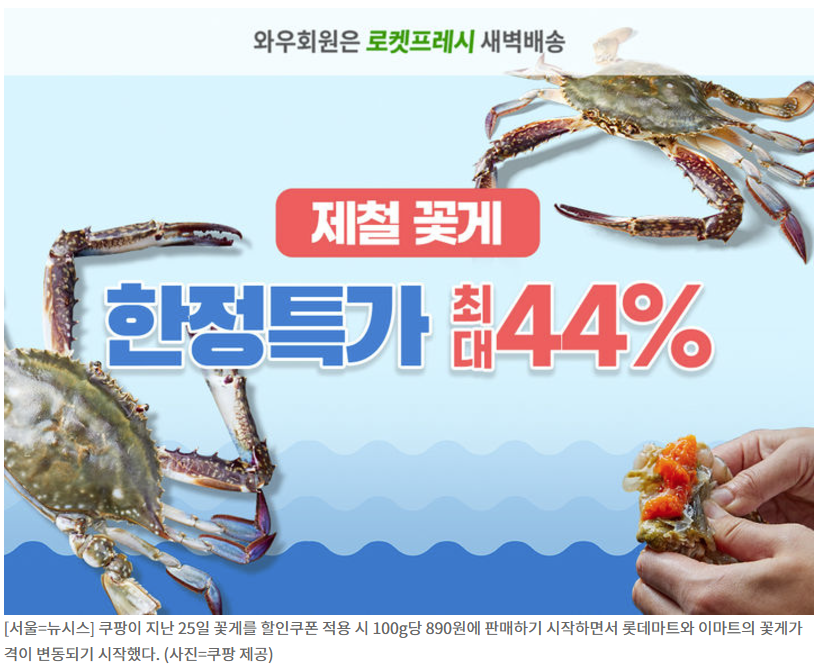 와우회원은 로켓프레시 새벽배송
제철 꽃게
한정특가 최대 44%
[서울=뉴시스] 쿠팡이 지난 25일 꽃게를 할인쿠폰 적용 시 100g당 890원에 판매하기 시작하면서 롯데마트와 이마트의 꽃게가
격이 변동되기 시작했다. (사진=쿠팡 제공)